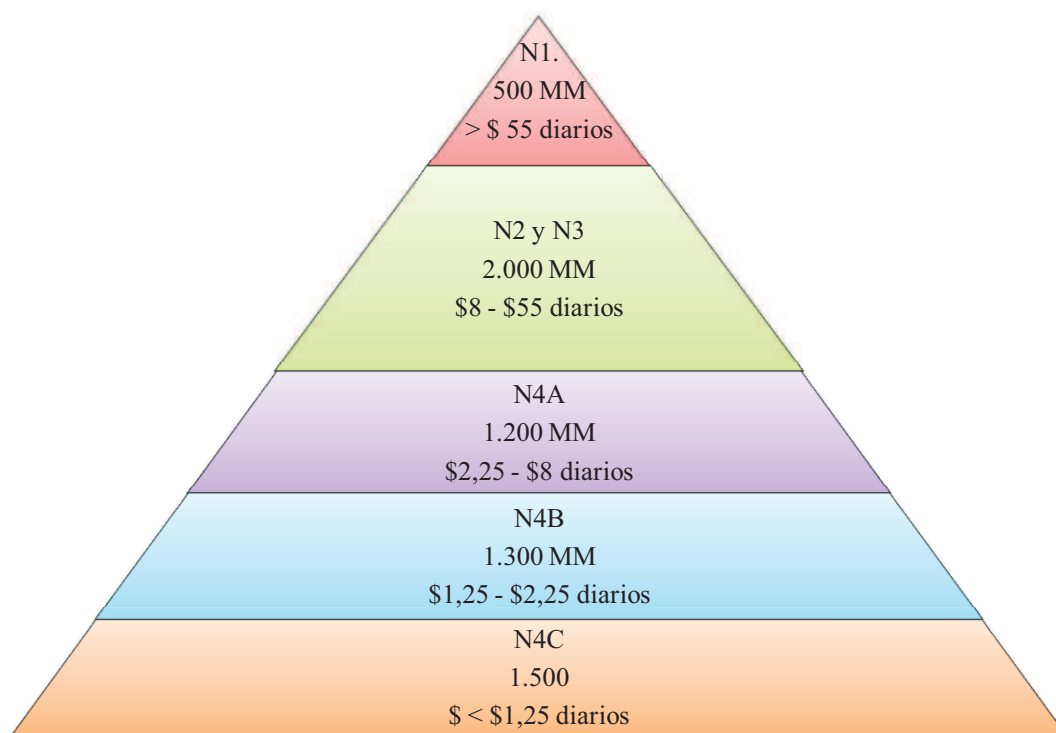 N1.
500 MM
> $ 55 diarios
N2 y N3
2.000 MM
$8 - $55 diarios
N4A
1.200 MM
$2,25 - $8 diarios
N4B
1.300 MM
$1,25 - $2,25 diarios
N4C
1.500
$ < $1,25 diarios